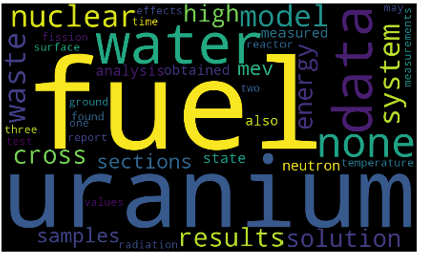 nuclear high model may
time effects measured data
fission water reactor
surface analysis obtained mev energy system measurements
waste fuel
ground two
found
one also
three report none
test cross sections state neutron temperature
uranium
values
samples results solution
radiation